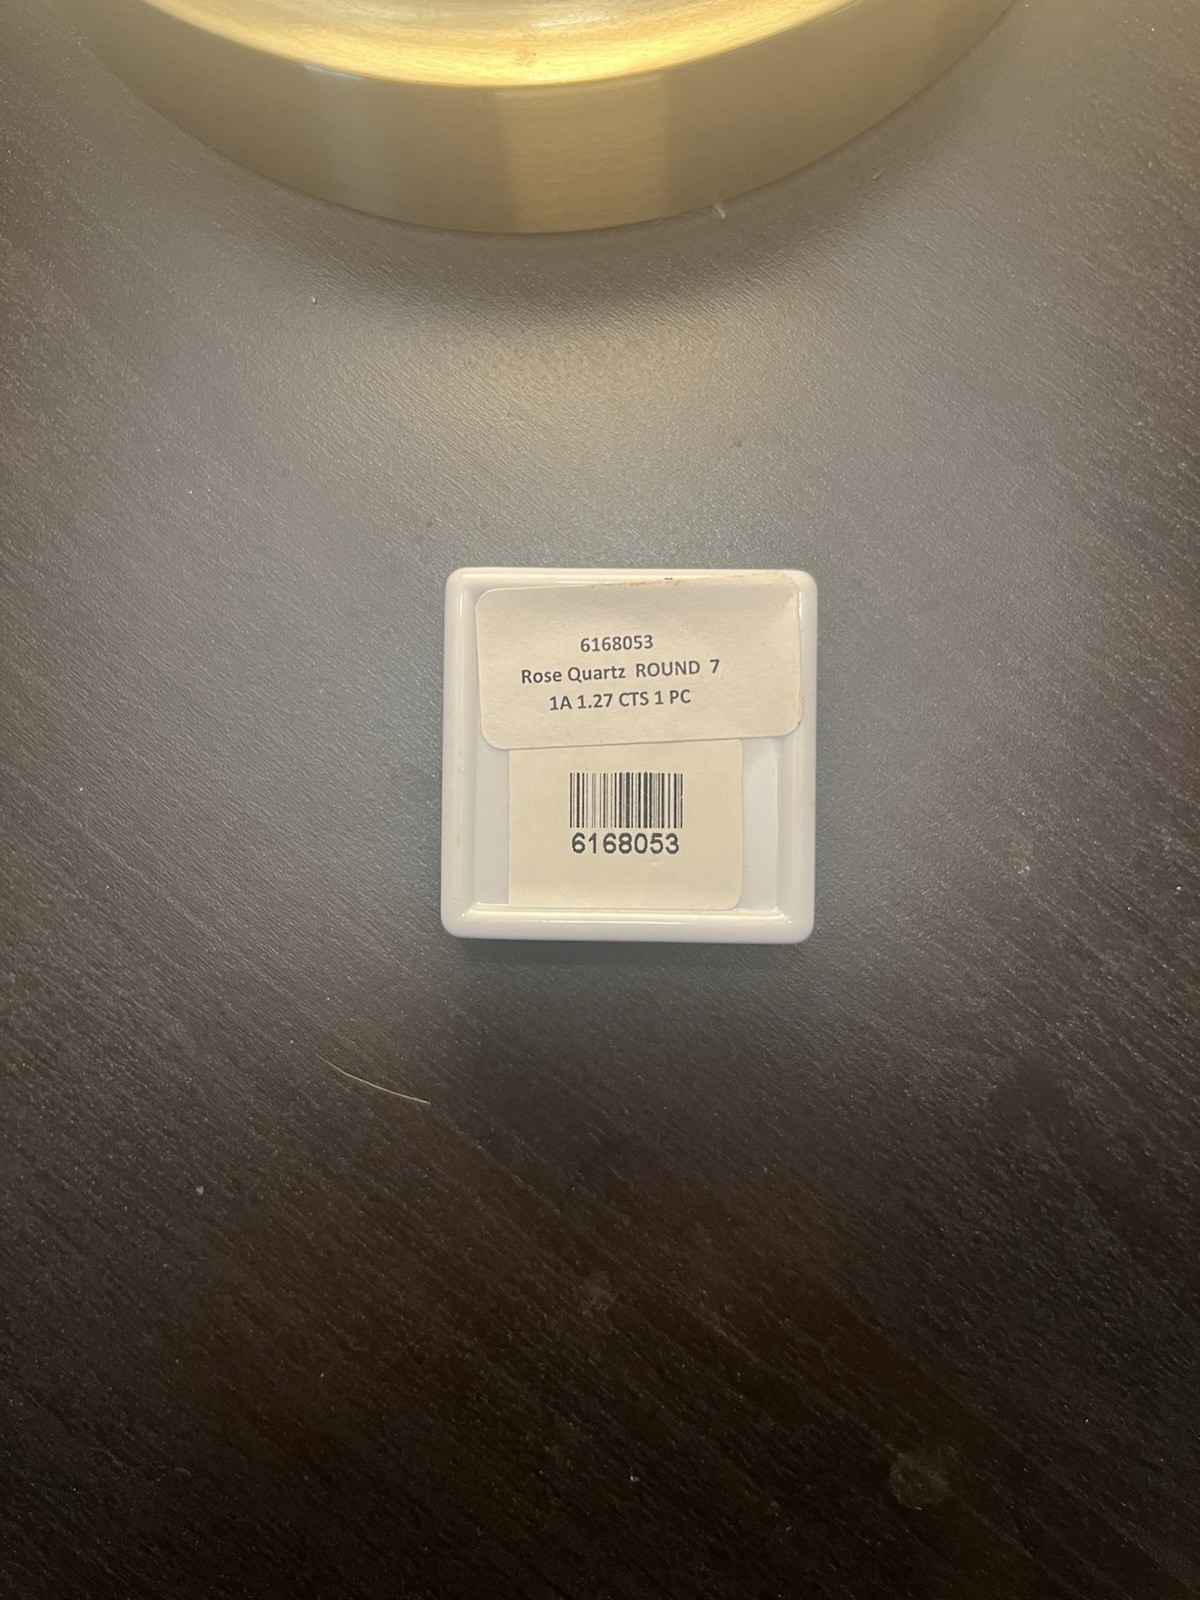 6168053
Rose Quartz ROUND 7
1A 1.27 CTS 1 PC
6168053